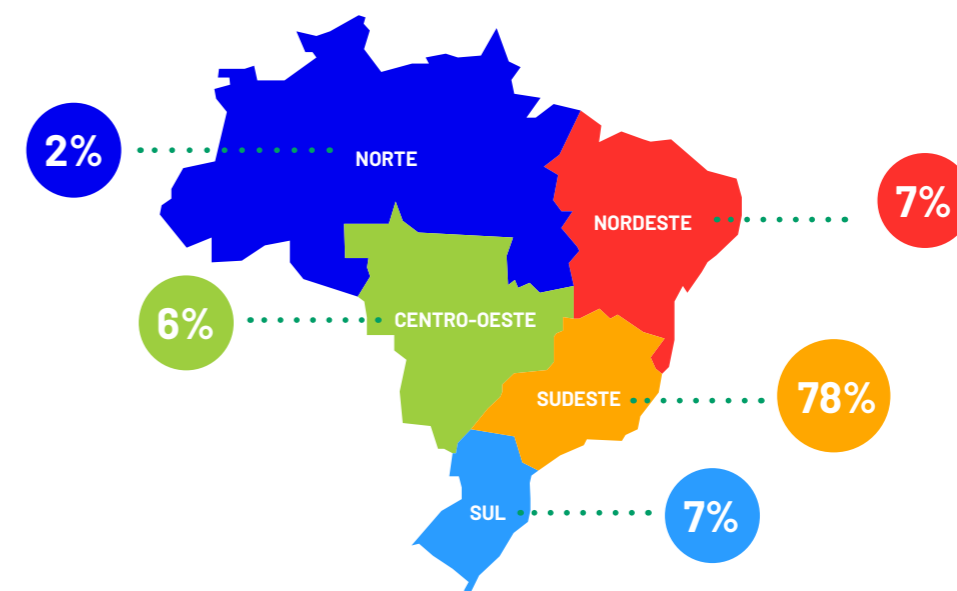 2%
NORTE
7%
NORDESTE
6%
CENTRO-OESTE
SUDESTE
78%
SUL
7%